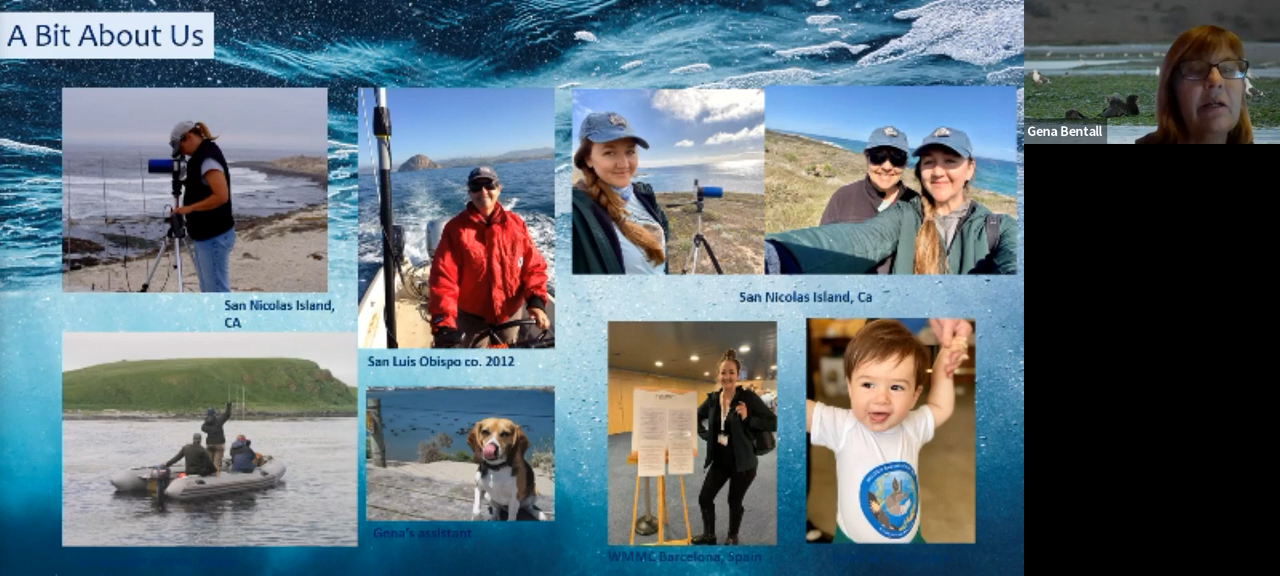 A Bit About Us
Gena Bentall
San Nicolas Island,
CA
San Luis Obispo co. 2012
San Nicolas Island, Ca
Gena's assistant
WMMC Barcelona, Spain